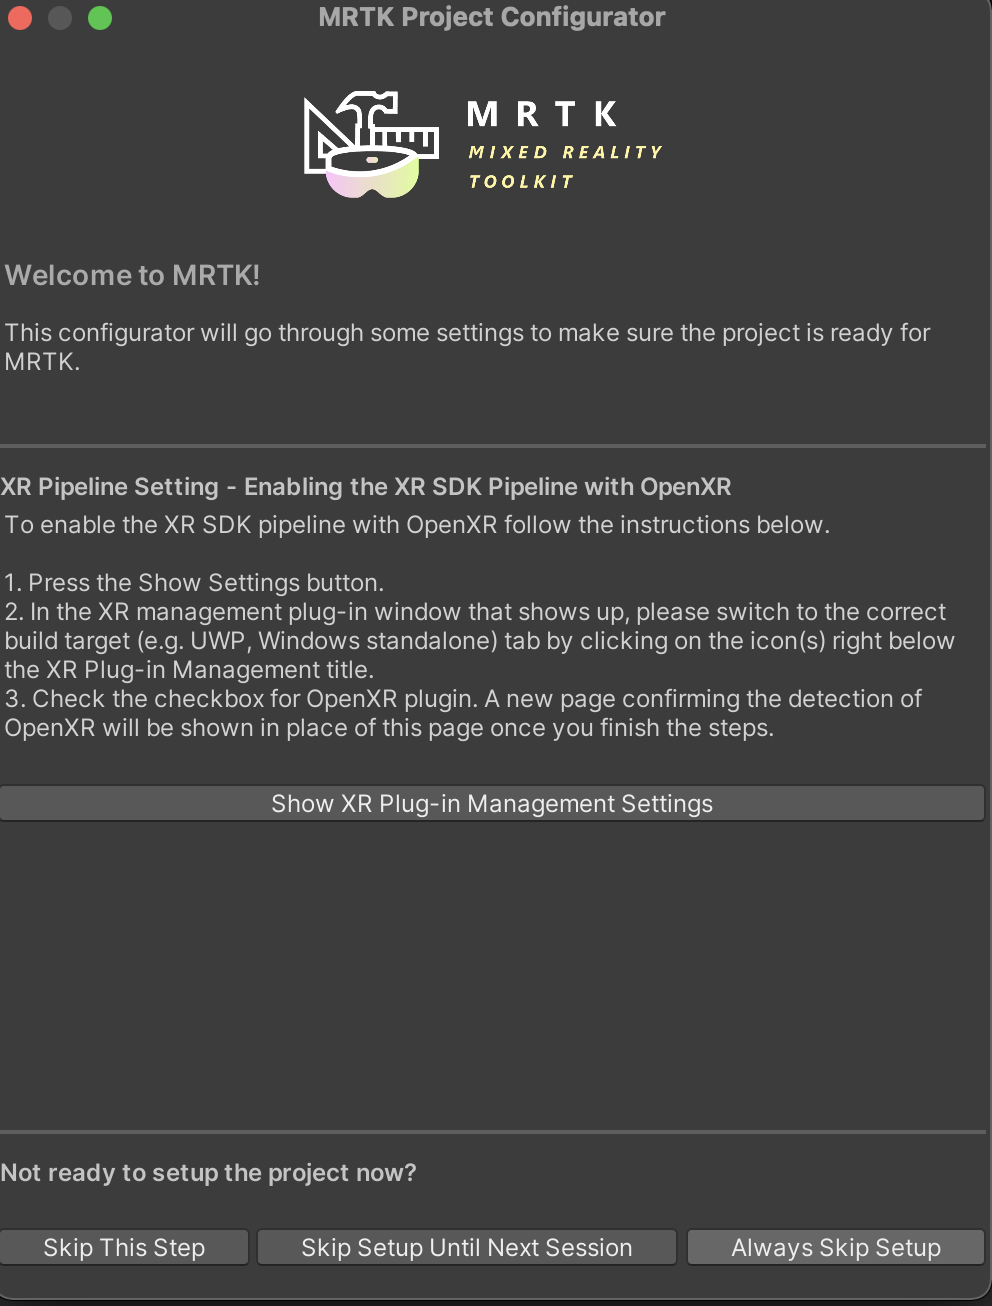 MRTK Project Configurator
MRTK
MIXED REALITY
TOOLKIT
Welcome to MRTK!
This configurator will go through some settings to make sure the project is ready for
MRTK.
XR Pipeline Setting - Enabling the XR SDK Pipeline with OpenXR
To enable the XR SDK pipeline with OpenXR follow the instructions below.
1. Press the Show Settings button.
2. In the XR management plug-in window that shows up, please switch to the correct
build target (e.g. UWP, Windows standalone) tab by clicking on the icon(s) right below
the XR Plug-in Management title.
3. Check the checkbox for OpenXR plugin. A new page confirming the detection of
OpenXR will be shown in place of this page once you finish the steps.
Show XR Plug-in Management Settings
Not ready to setup the project now?
Skip This Step
Skip Setup Until Next Session
Always Skip Setup